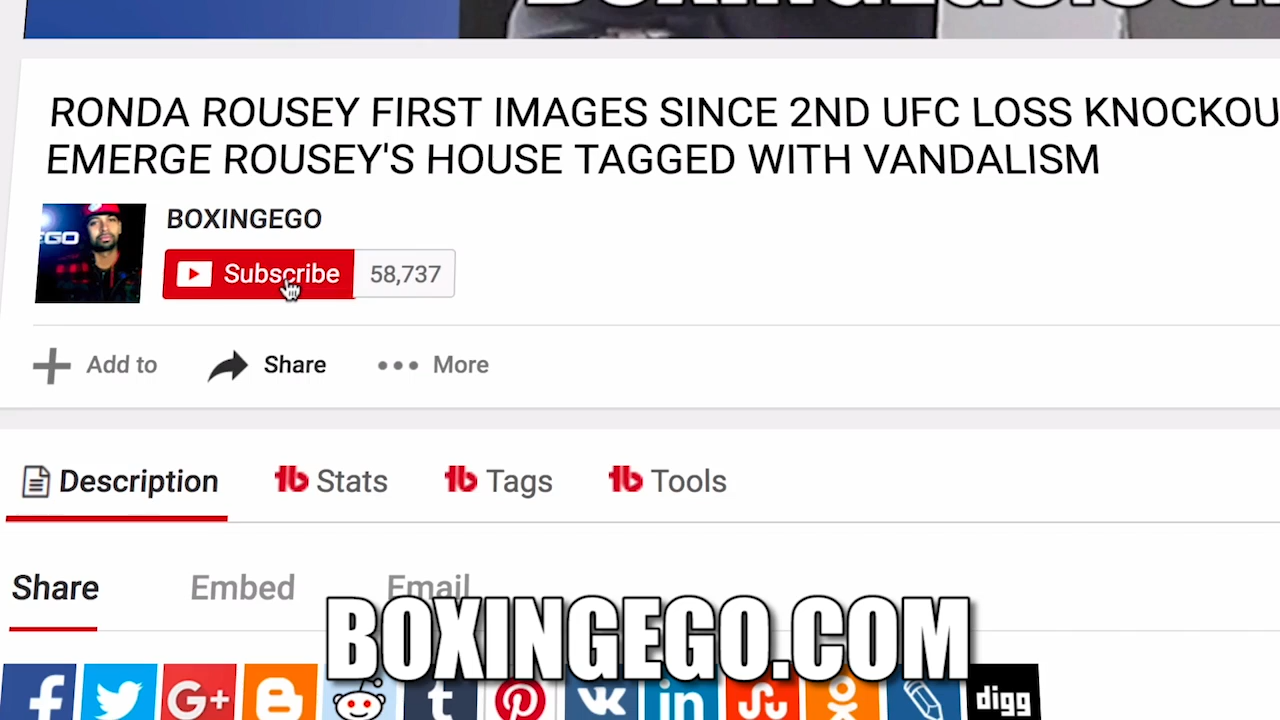 RONDA ROUSEY FIRST IMAGES SINCE 2ND UFC LOSS KNOCKOU
EMERGE ROUSEY'S HOUSE TAGGED WITH VANDALISM
EGO
BOXINGEGO
Subscribe 58,737
Add to Share More
Description Stats Tags Tools
Share Embed Email
BOXINGEGO.COM
digg